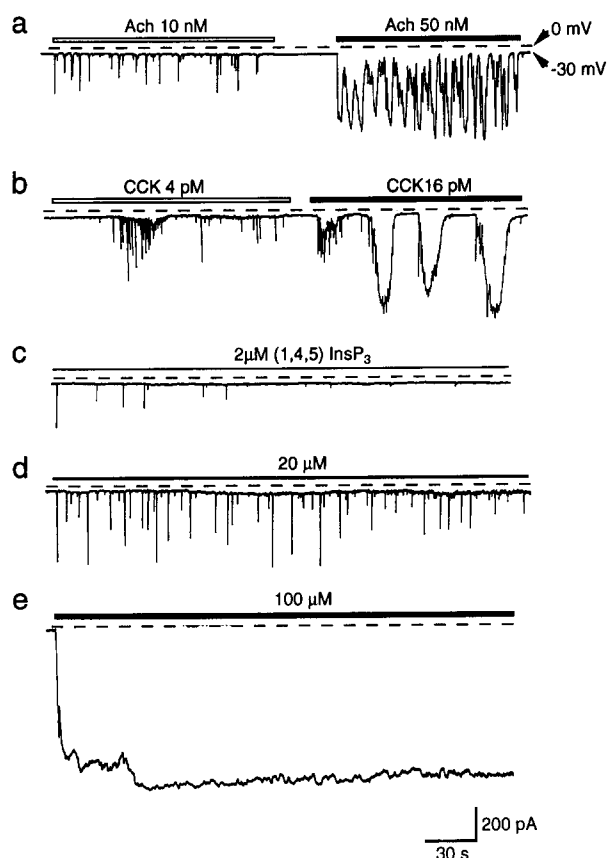 a
Ach 10 nM
Ach 50 nM
0 mV
-30 mV
b
CCK 4 pM
CCK16 pM
c
2μM (1,4,5) InsP₃
d
20 μM
e
100 μM
200 pA
30 s